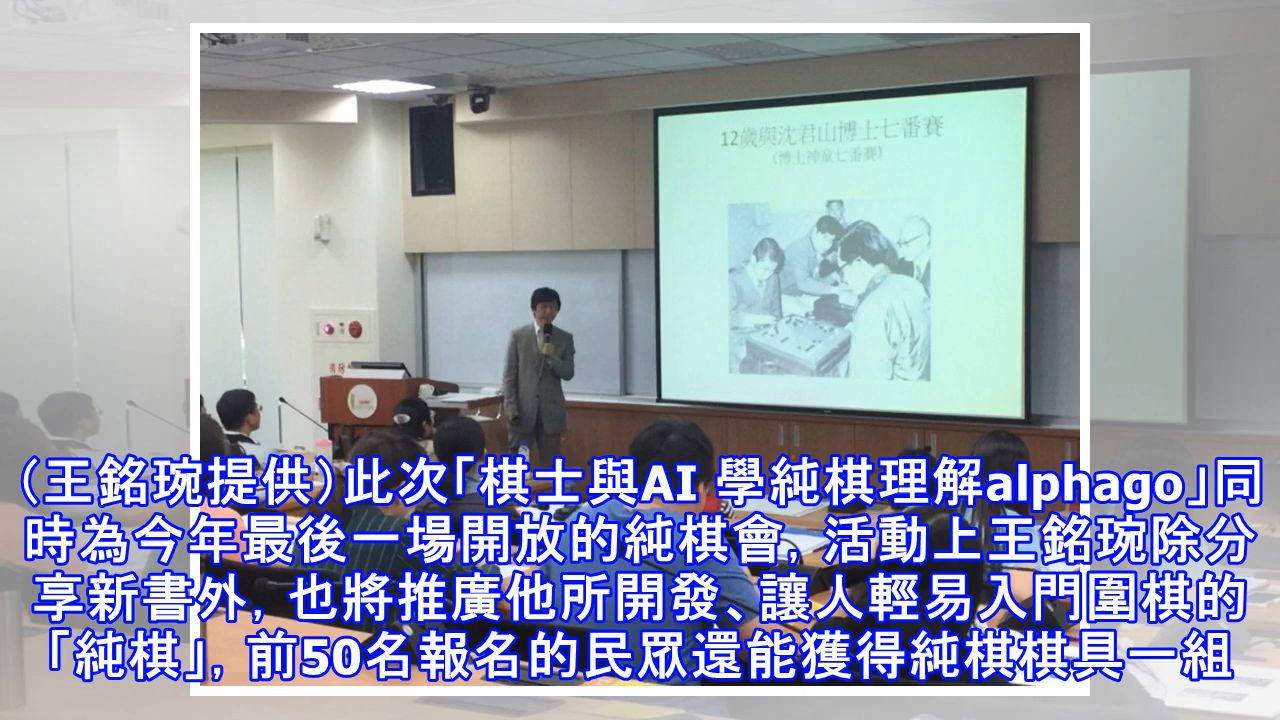 12歲與沈君山博士七番賽
(博士神童七番賽)
(王銘琬提供)此次「棋士與AI 學純棋理解alphago」同
時為今年最後一場開放的純棋會, 活動上王銘琬除分
享新書外, 也將推廣他所開發、讓人輕易入門圍棋的
「純棋」, 前50名報名的民眾還能獲得純棋棋具一組